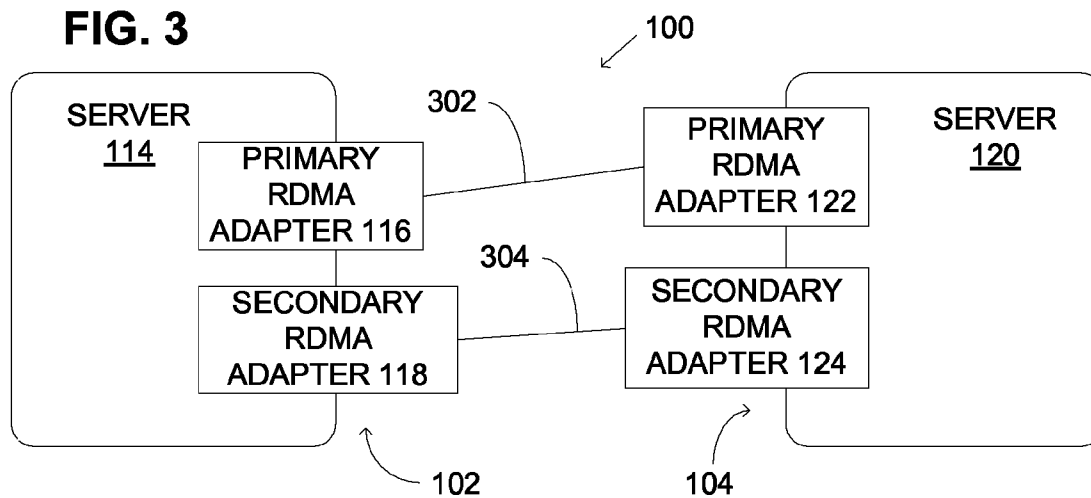 FIG. 3
100
302
SERVER
114
PRIMARY
RDMA
ADAPTER 116
PRIMARY
RDMA
ADAPTER 122
SERVER
120
304
SECONDARY
RDMA
ADAPTER 118
SECONDARY
RDMA
ADAPTER 124
102
104